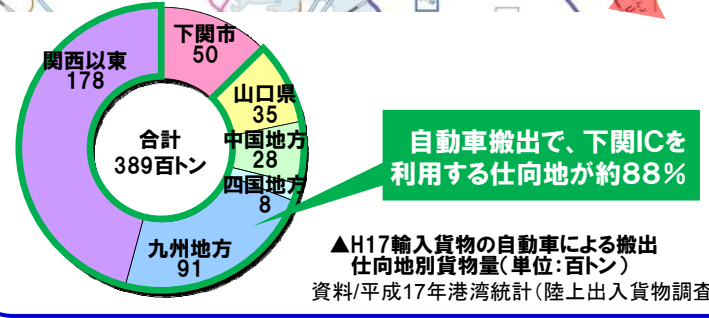 下関市
50
関西以東
178
山口県
35
合計
389百トン
中国地方
28
四国地方
8
九州地方
91
自動車搬出で、下関ICを
利用する仕向地が約88%
▲H17輸入貨物の自動車による搬出
仕向地別貨物量(単位:百トン)
資料/平成17年港湾統計(陸上出入貨物調査